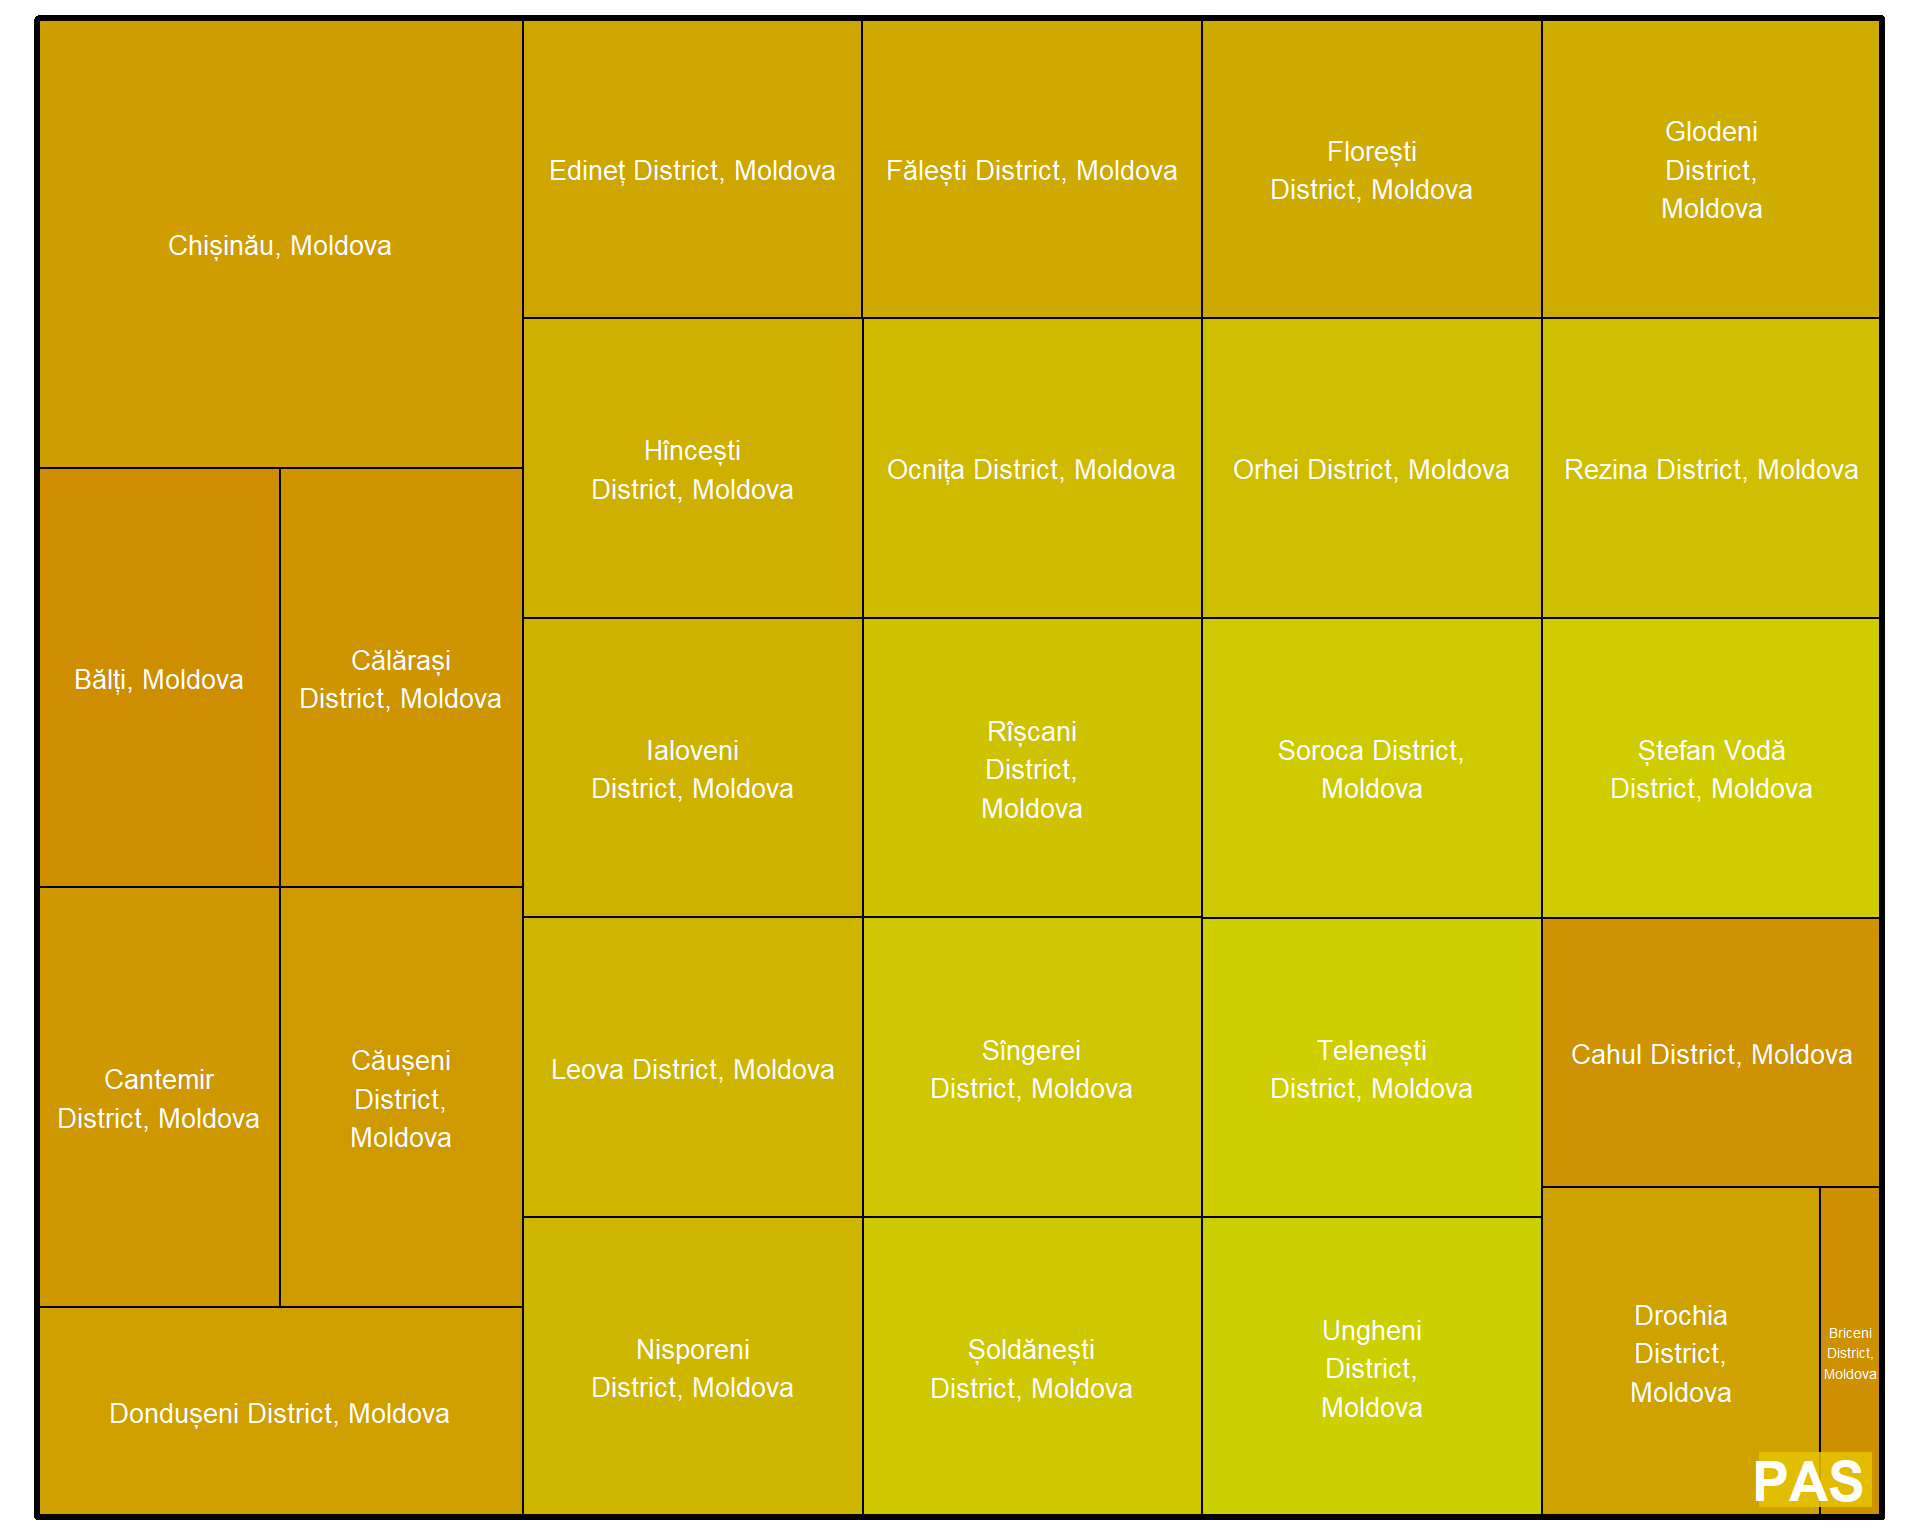 Chișinău, Moldova
Edineț District, Moldova
Fălești District, Moldova
Florești
District, Moldova
Glodeni
District,
Moldova
Hîncești
District, Moldova
Ocnița District, Moldova
Orhei District, Moldova
Rezina District, Moldova
Bălți, Moldova
Călărași
District, Moldova
Ialoveni
District, Moldova
Rîșcani
District,
Moldova
Soroca District,
Moldova
Ștefan Vodă
District, Moldova
Cantemir
District, Moldova
Căușeni
District,
Moldova
Leova District, Moldova
Sîngerei
District, Moldova
Telenești
District, Moldova
Cahul District, Moldova
Dondușeni District, Moldova
Nisporeni
District, Moldova
Șoldănești
District, Moldova
Ungheni
District,
Moldova
Drochia
District,
Moldova
Briceni
District,
Moldova
PAS